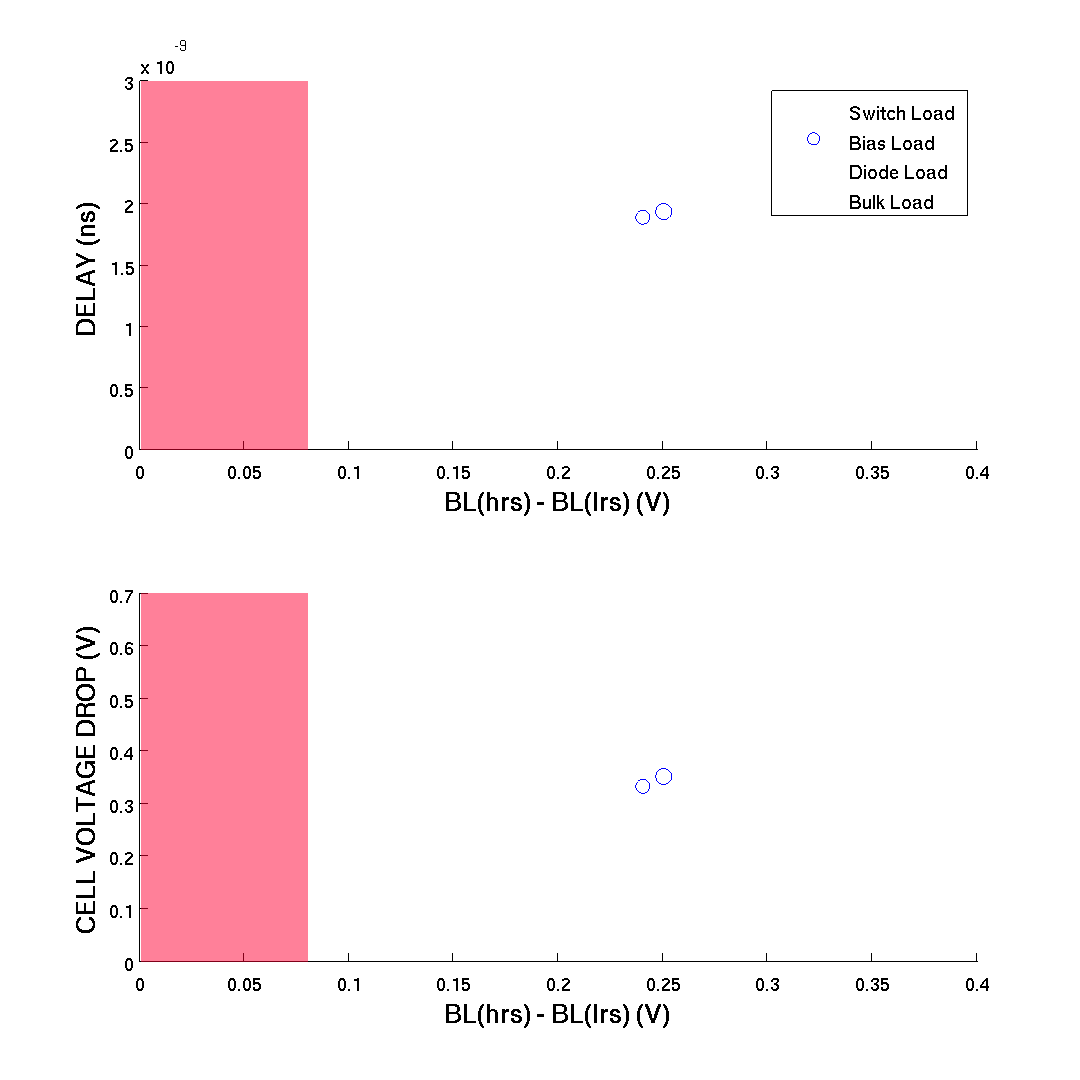 x 10
-9
3
2.5
2
1.5
1
0.5
0
DELAY (ns)
Switch Load
Bias Load
Diode Load
Bulk Load
0 0.05 0.1 0.15 0.2 0.25 0.3 0.35 0.4
BL(hrs) - BL(lrs) (V)
0.7
0.6
0.5
0.4
0.3
0.2
0.1
0
CELL VOLTAGE DROP (V)
0 0.05 0.1 0.15 0.2 0.25 0.3 0.35 0.4
BL(hrs) - BL(lrs) (V)